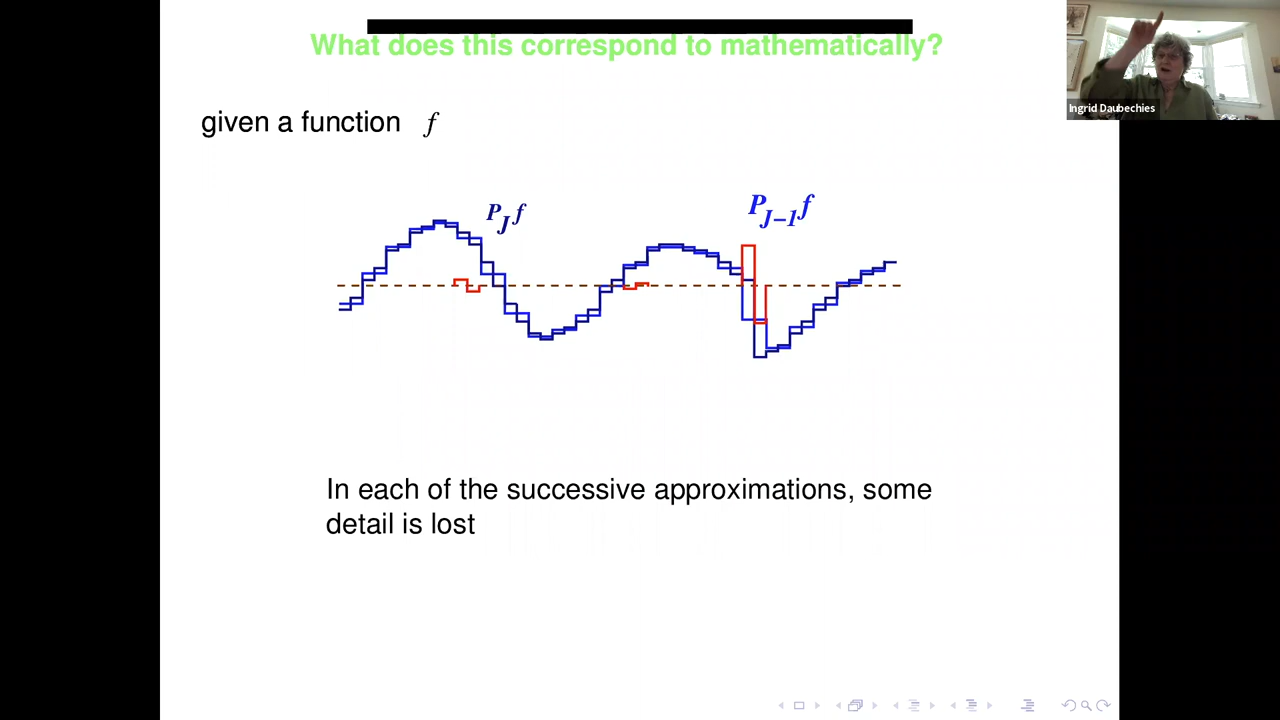 What does this correspond to mathematically?
Ingrid Daubechies
given a function f
P_J f
P_{J-1} f
In each of the successive approximations, some
detail is lost